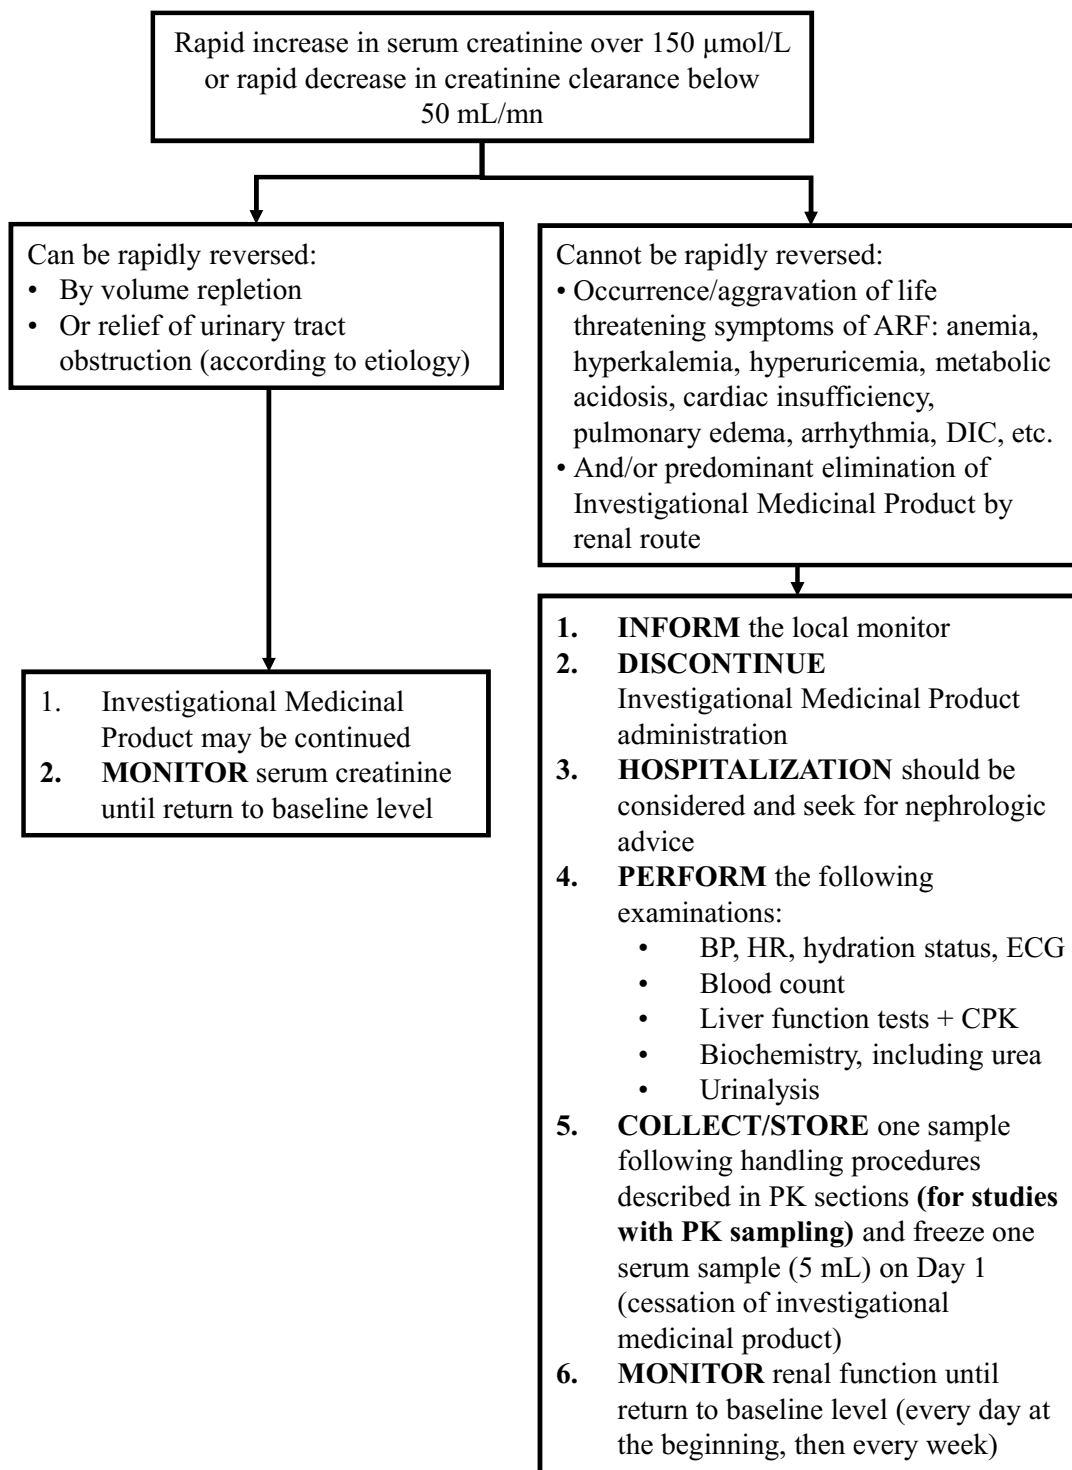 Rapid increase in serum creatinine over 150 µmol/L
or rapid decrease in creatinine clearance below
50 mL/mn
Can be rapidly reversed:
• By volume repletion
• Or relief of urinary tract
obstruction (according to etiology)
Cannot be rapidly reversed:
• Occurrence/aggravation of life
threatening symptoms of ARF: anemia,
hyperkalemia, hyperuricemia, metabolic
acidosis, cardiac insufficiency,
pulmonary edema, arrhythmia, DIC, etc.
• And/or predominant elimination of
Investigational Medicinal Product by
renal route
1. Investigational Medicinal
Product may be continued
2. MONITOR serum creatinine
until return to baseline level
1. INFORM the local monitor
2. DISCONTINUE
Investigational Medicinal Product
administration
3. HOSPITALIZATION should be
considered and seek for nephrologic
advice
4. PERFORM the following
examinations:
• BP, HR, hydration status, ECG
• Blood count
• Liver function tests + CPK
• Biochemistry, including urea
• Urinalysis
5. COLLECT/STORE one sample
following handling procedures
described in PK sections (for studies
with PK sampling) and freeze one
serum sample (5 mL) on Day 1
(cessation of investigational
medicinal product)
6. MONITOR renal function until
return to baseline level (every day at
the beginning, then every week)